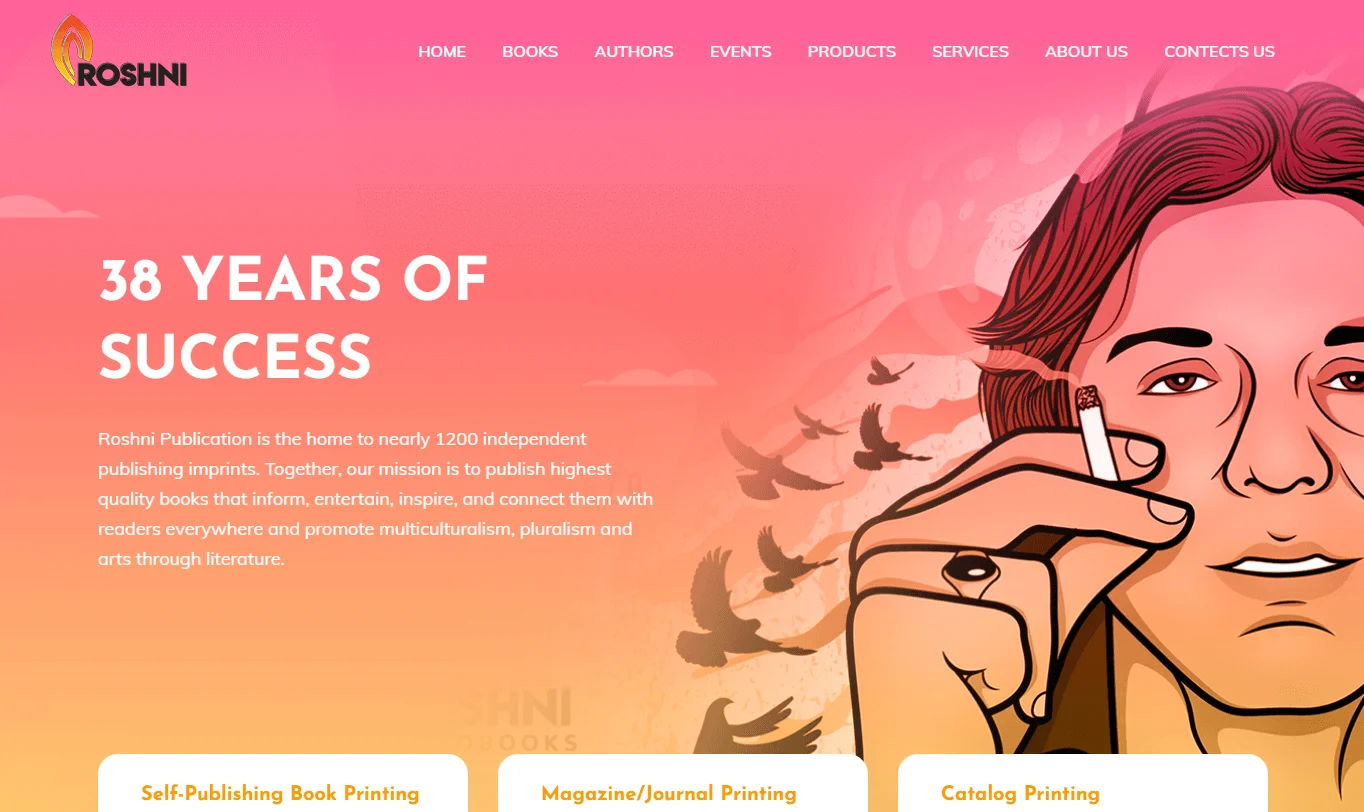 ROSHNI
HOME BOOKS AUTHORS EVENTS PRODUCTS SERVICES ABOUT US CONTECTS US
38 YEARS OF
SUCCESS
Roshni Publication is the home to nearly 1200 independent
publishing imprints. Together, our mission is to publish highest
quality books that inform, entertain, inspire, and connect them with
readers everywhere and promote multiculturalism, pluralism and
arts through literature.
Self-Publishing Book Printing
Magazine/Journal Printing
Catalog Printing